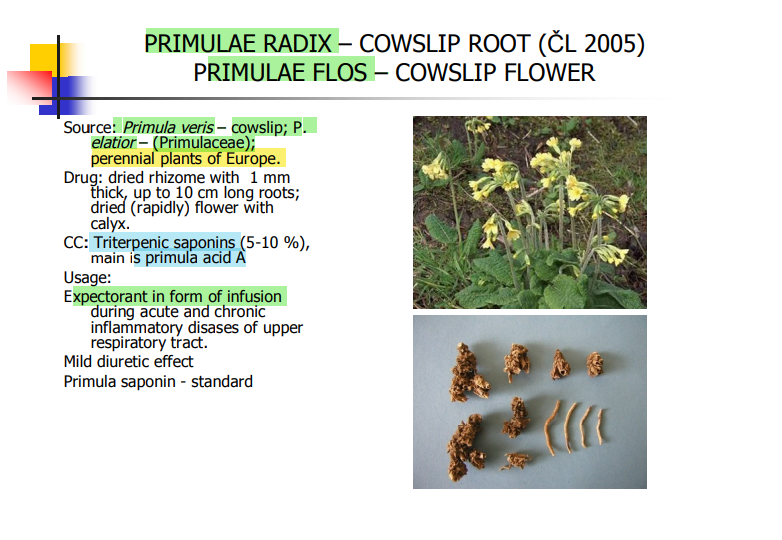 PRIMULAE RADIX – COWSLIP ROOT (ČL 2005)
PRIMULAE FLOS – COWSLIP FLOWER
Source: Primula veris – cowslip; P.
elatior – (Primulaceae);
perennial plants of Europe.
Drug: dried rhizome with 1 mm
thick, up to 10 cm long roots;
dried (rapidly) flower with
calyx.
CC: Triterpenic saponins (5-10 %),
main is primula acid A
Usage:
Expectorant in form of infusion
during acute and chronic
inflammatory disases of upper
respiratory tract.
Mild diuretic effect
Primula saponin - standard